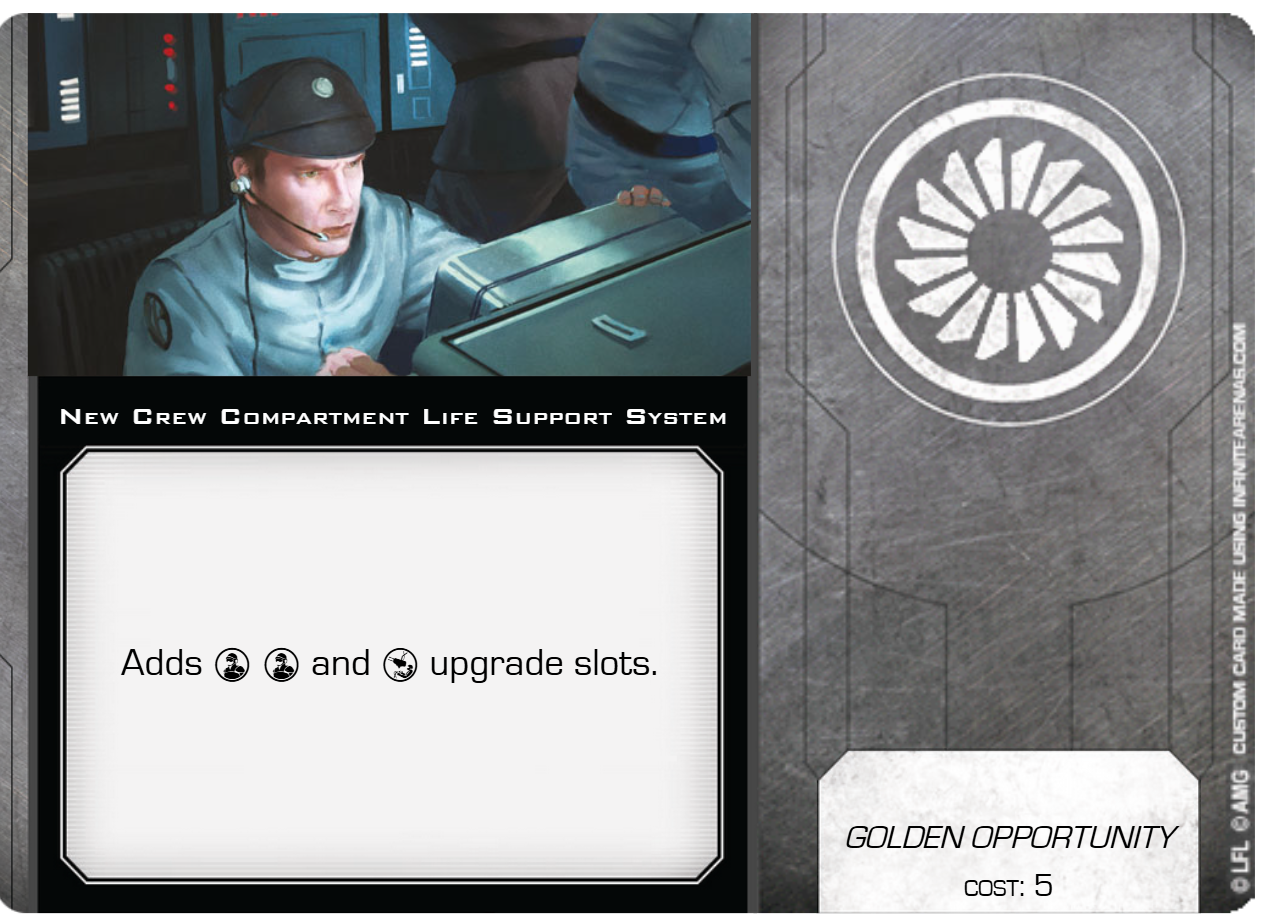 New Crew Compartment Life Support System
Adds and upgrade slots.
GOLDEN OPPORTUNITY
COST: 5
© LFL © AMG CUSTOM CARD MADE USING INFINITEARENAS.COM